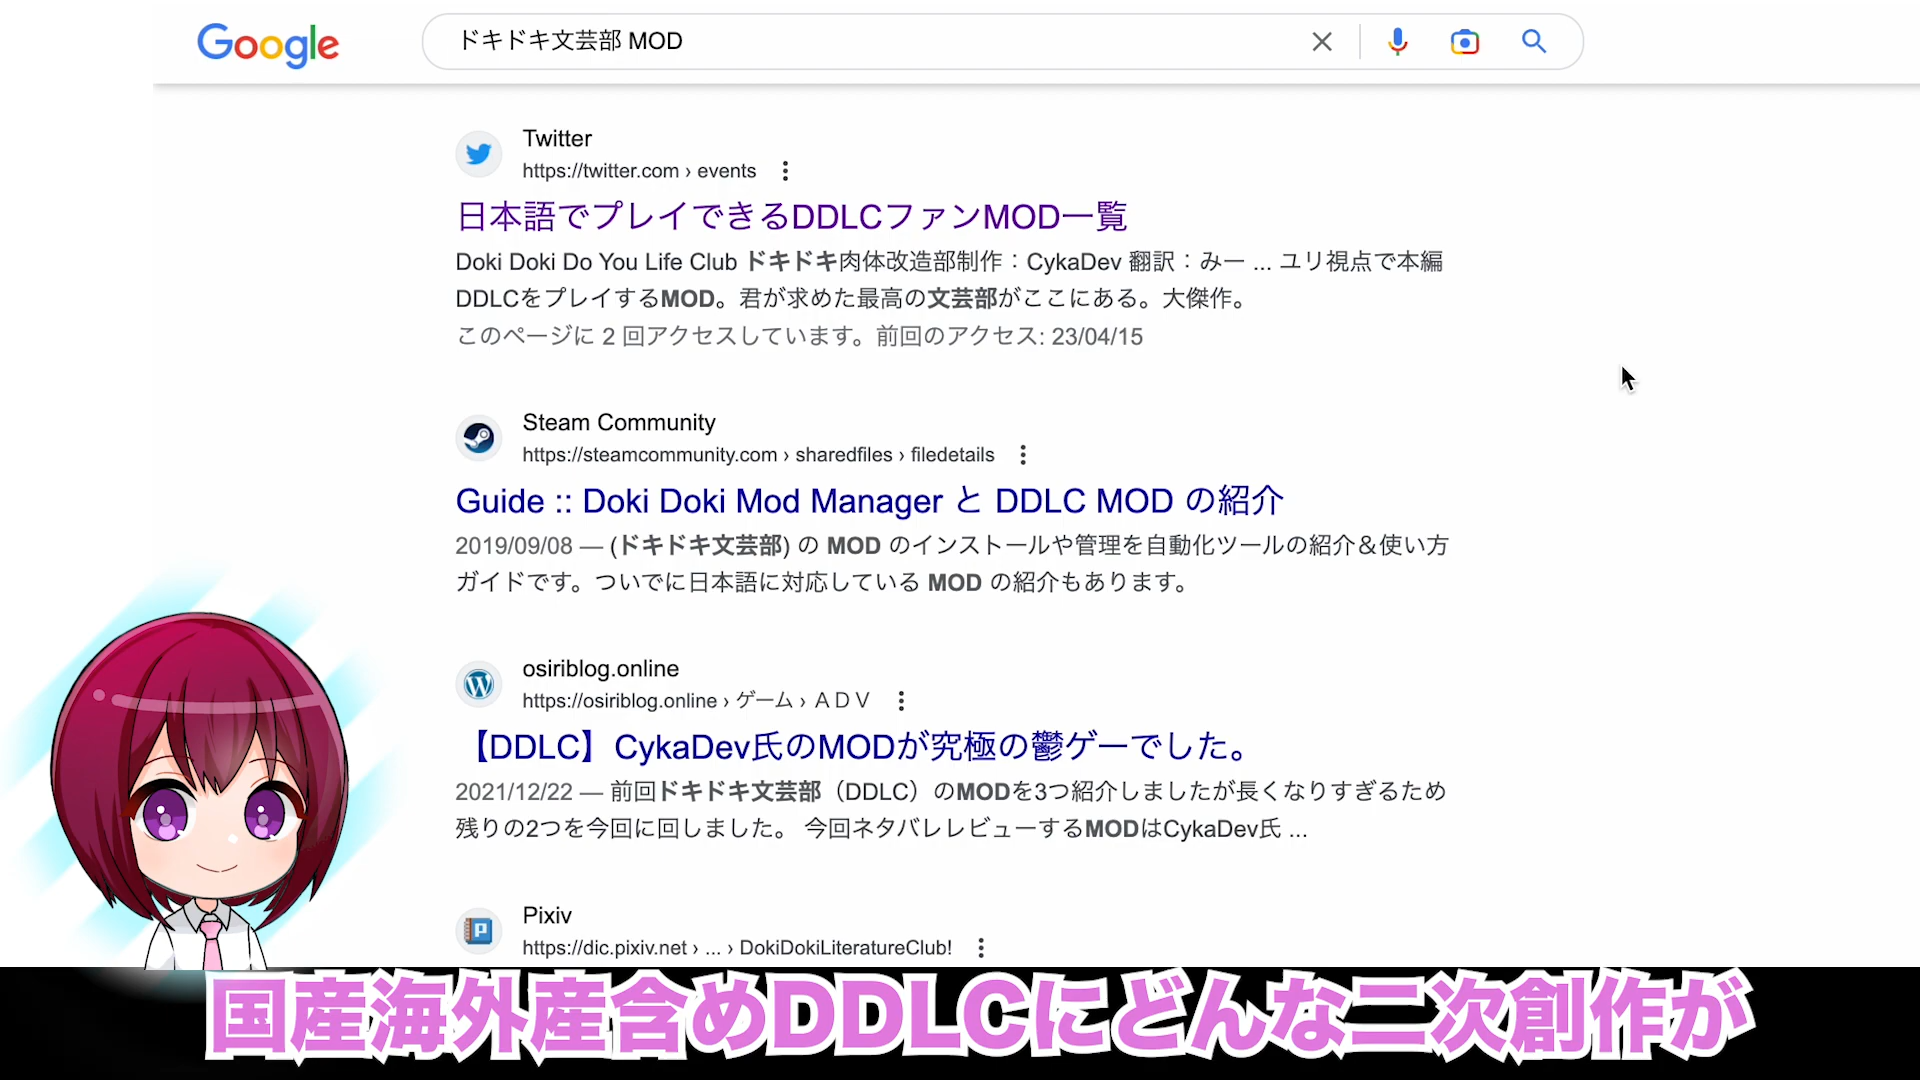 Google
ドキドキ文芸部 MOD
Twitter
https://twitter.com › events
日本語でプレイできるDDLCファンMOD一覧
Doki Doki Do You Life Club ドキドキ肉体改造部制作：CykaDev 翻訳：みー ... ユリ視点で本編
DDLCをプレイするMOD。君が求めた最高の文芸部がここにある。大傑作。
このページに 2 回アクセスしています。前回のアクセス: 23/04/15
Steam Community
https://steamcommunity.com › sharedfiles › filedetails
Guide :: Doki Doki Mod Manager と DDLC MOD の紹介
2019/09/08 — (ドキドキ文芸部) の MOD のインストールや管理を自動化ツールの紹介＆使い方
ガイドです。ついでに日本語に対応している MOD の紹介もあります。
osiriblog.online
https://osiriblog.online › ゲーム › ＡＤＶ
【DDLC】CykaDev氏のMODが究極の鬱ゲーでした。
2021/12/22 — 前回ドキドキ文芸部（DDLC）のMODを3つ紹介しましたが長くなりすぎるため
残りの2つを今回に回しました。 今回ネタバレレビューするMODはCykaDev氏 ...
Pixiv
https://dic.pixiv.net › ... › DokiDokiLiteratureClub!
国産海外産含めDDLCにどんな二次創作が